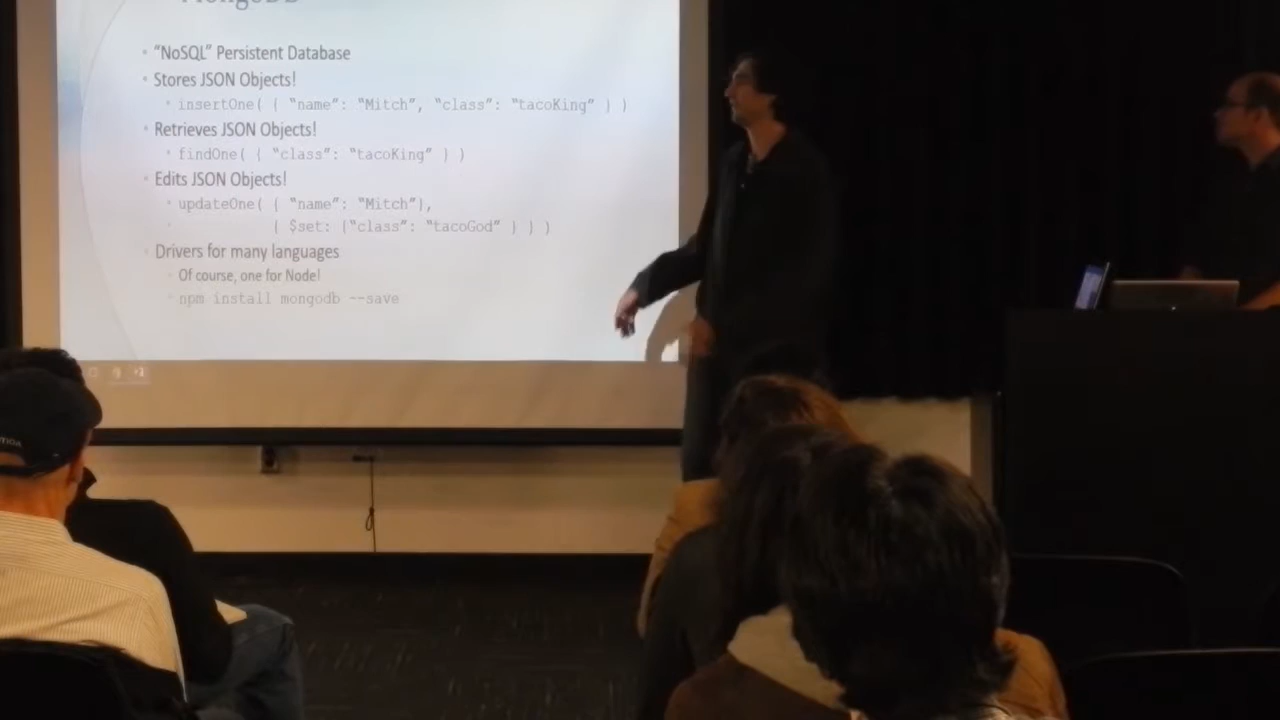 MongoDB
"NoSQL" Persistent Database
Stores JSON Objects!
insertOne( { "name": "Mitch", "class": "tacoKing" } )
Retrieves JSON Objects!
findOne( { "class": "tacoKing" } )
Edits JSON Objects!
updateOne( { "name": "Mitch"},
{ $set: {"class": "tacoGod" } } )
Drivers for many languages
Of course, one for Node!
npm install mongodb --save